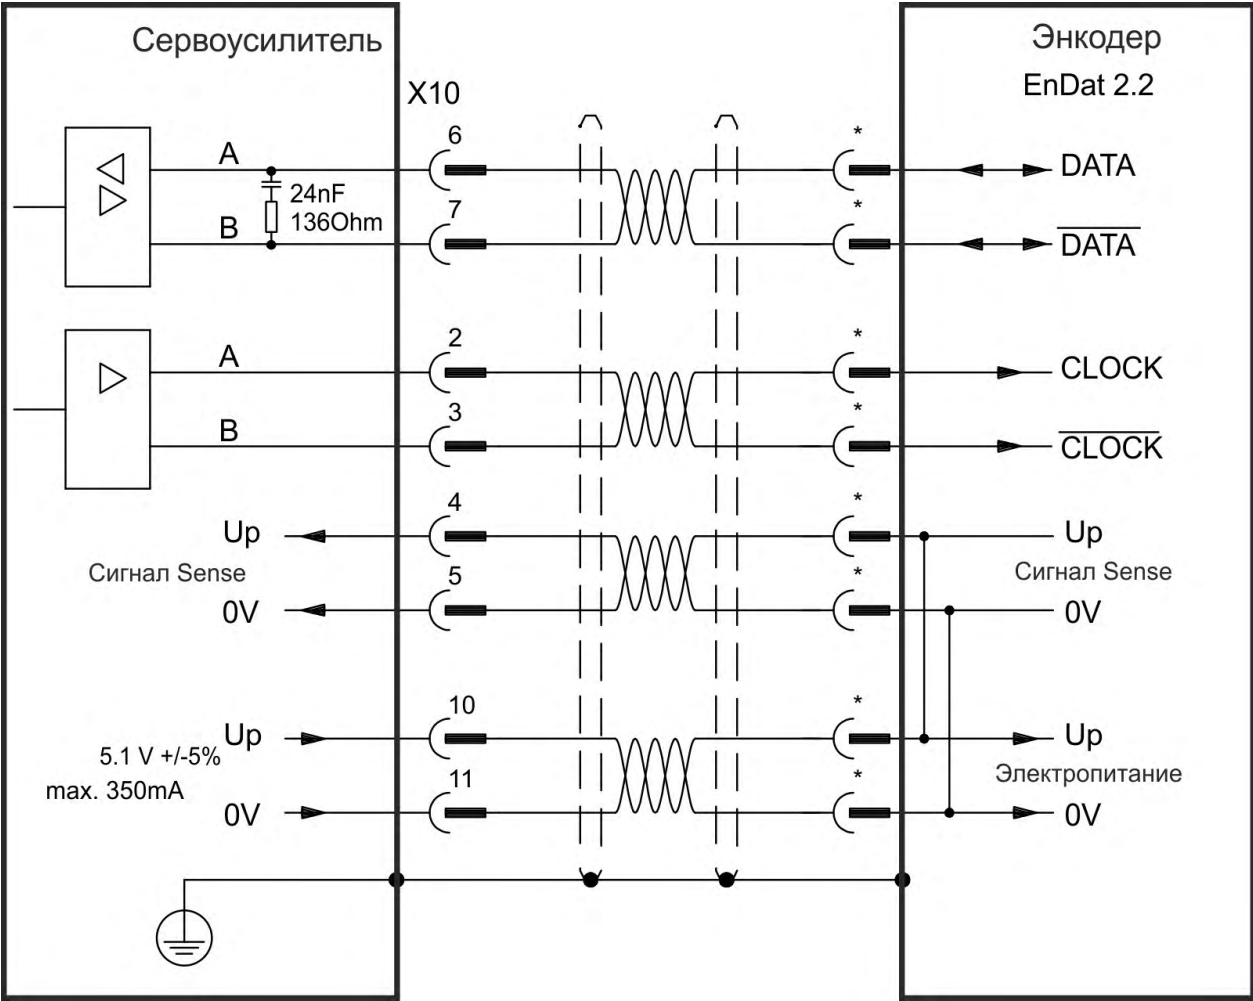 Сервоусилитель
Энкодер
EnDat 2.2
X10
A
6
*
DATA
24nF
136Ohm
B
7
*
DATA
A
2
*
CLOCK
B
3
*
CLOCK
Up
4
*
Up
Сигнал Sense
Сигнал Sense
0V
5
*
0V
Up
10
*
Up
5.1 V +/-5%
max. 350mA
Электропитание
0V
11
*
0V